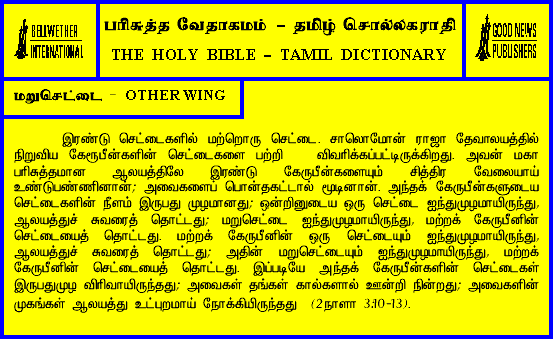 BELLWETHER
INTERNATIONAL
பரிசுத்த வேதாகமம் - தமிழ் சொல்லகராதி
THE HOLY BIBLE - TAMIL DICTIONARY
GOOD NEWS
PUBLISHERS
மறுசெட்டை - OTHER WING
இரண்டு செட்டைகளில் மற்றொரு செட்டை. சாலொமோன் ராஜா தேவாலயத்தில்
நிறுவிய கேரூபீன்களின் செட்டைகளை பற்றி விவரிக்கப்பட்டிருக்கிறது. அவன் மகா
பரிசுத்தமான ஆலயத்திலே இரண்டு கேருபீன்களையும் சித்திர வேலையாய்
உண்டுபண்ணினான்; அவைகளைப் பொன்தகட்டால் மூடினான். அந்தக் கேருபீன்களுடைய
செட்டைகளின் நீளம் இருபது முழமானது; ஒன்றினுடைய ஒரு செட்டை ஐந்துமுழமாயிருந்து,
ஆலயத்துச் சுவரைத் தொட்டது; மறுசெட்டை ஐந்துமுழமாயிருந்து, மற்றக் கேருபீனின்
செட்டையைத் தொட்டது. மற்றக் கேருபீனின் ஒரு செட்டையும் ஐந்துமுழமாயிருந்து,
ஆலயத்துச் சுவரைத் தொட்டது; அதின் மறுசெட்டையும் ஐந்துமுழமாயிருந்து, மற்றக்
கேருபீனின் செட்டையைத் தொட்டது. இப்படியே அந்தக் கேருபீன்களின் செட்டைகள்
இருபதுமுழ விரிவாயிருந்தது; அவைகள் தங்கள் கால்களால் ஊன்றி நின்றது; அவைகளின்
முகங்கள் ஆலயத்து உட்புறமாய் நோக்கியிருந்தது (2நாளா 3:10-13).